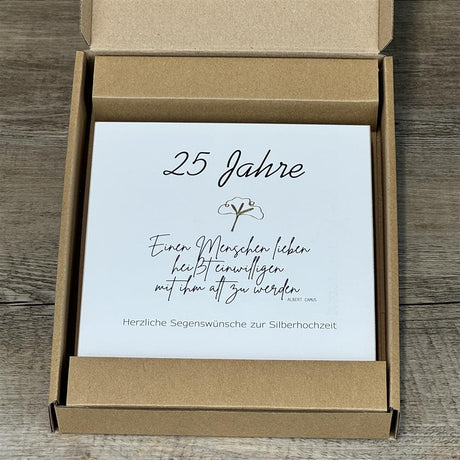 25 Jahre
Einen Menschen lieben
heißt einwilligen
mit ihm alt zu werden
ALBERT CAMUS
Herzliche Segenswünsche zur Silberhochzeit